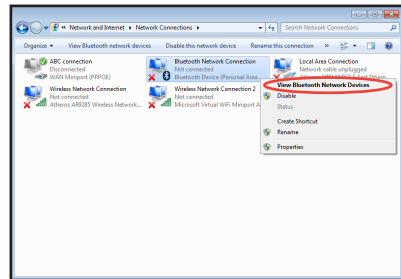 « Network and Internet ▸ Network Connections ▸
Search Network Connections
Organize ▾ View Bluetooth network devices Disable this network device Rename this connection »
ABC connection
Disconnected
WAN Miniport (PPPOE)
Bluetooth Network Connection
Not connected
Bluetooth Device (Personal Area...
Local Area Connection
Network cable unplugged
Wireless Network Connection
Not connected
Atheros AR9285 Wireless Network...
Wireless Network Connection 2
Not connected
Microsoft Virtual WiFi Miniport A
View Bluetooth Network Devices
Disable
Status
Create Shortcut
Rename
Properties